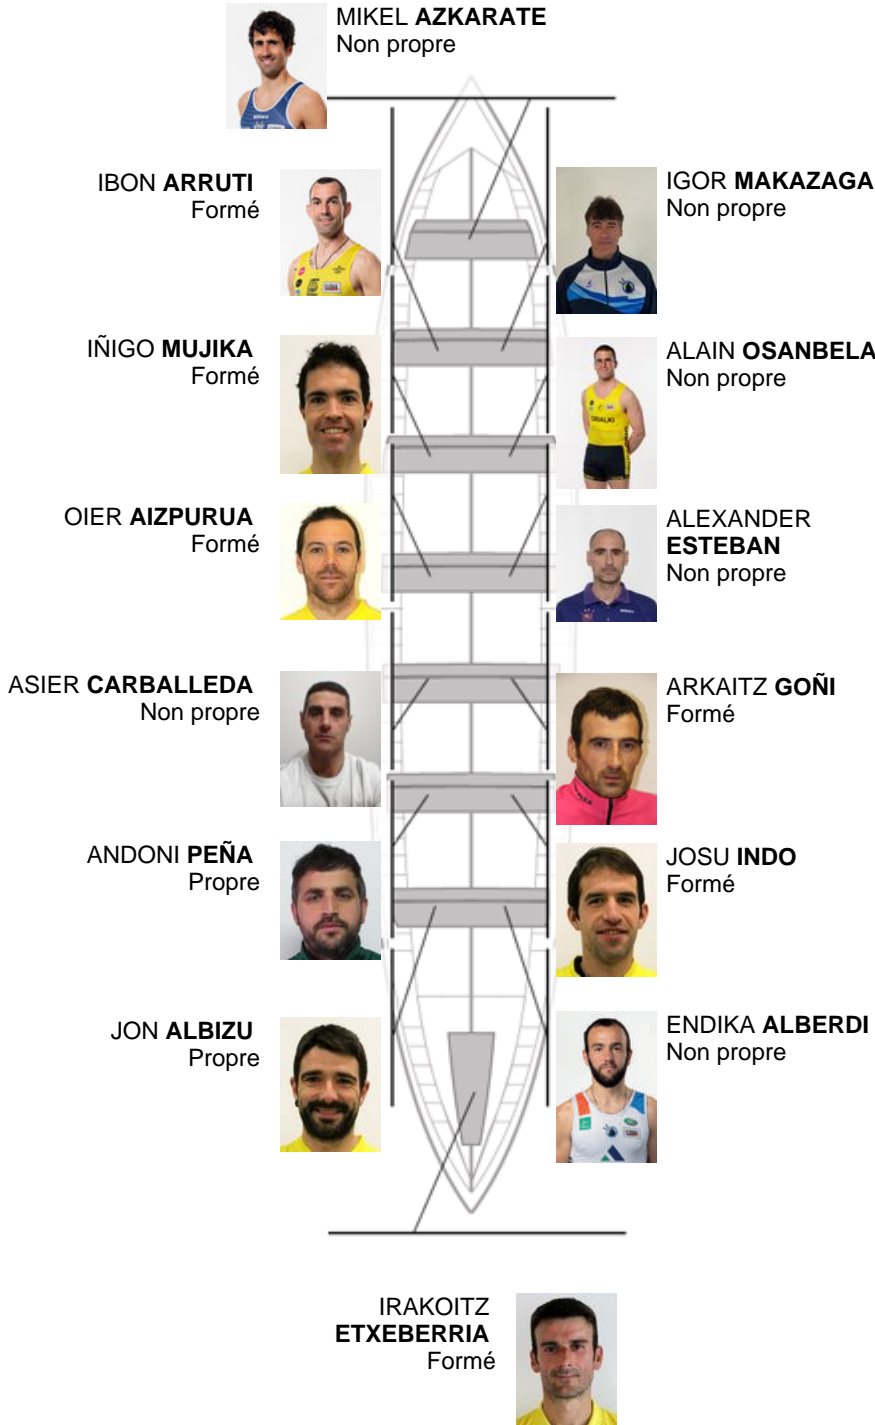 MIKEL AZKARATE
Non propre
IBON ARRUTI
Formé
IGOR MAKAZAGA
Non propre
IÑIGO MUJIKA
Formé
ALAIN OSANBELA
Non propre
OIER AIZPURUA
Formé
ALEXANDER
ESTEBAN
Non propre
ASIER CARBALLEDA
Non propre
ARKAITZ GOÑI
Formé
ANDONI PEÑA
Propre
JOSU INDO
Formé
JON ALBIZU
Propre
ENDIKA ALBERDI
Non propre
IRAKOITZ
ETXEBERRIA
Formé